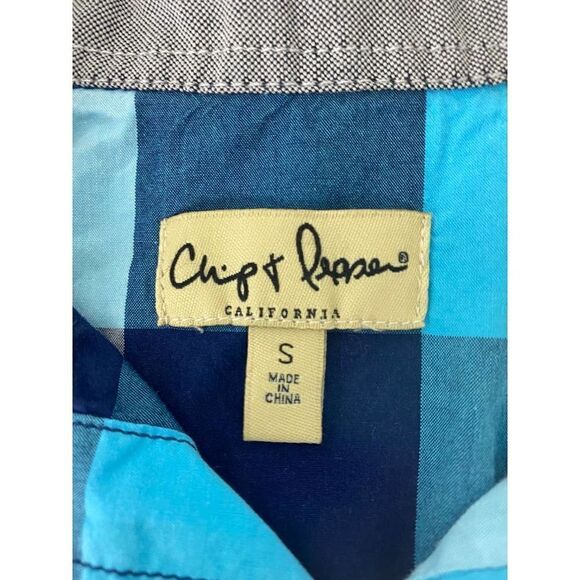 Chip & Pepper®
CALIFORNIA
S
MADE
IN
CHINA